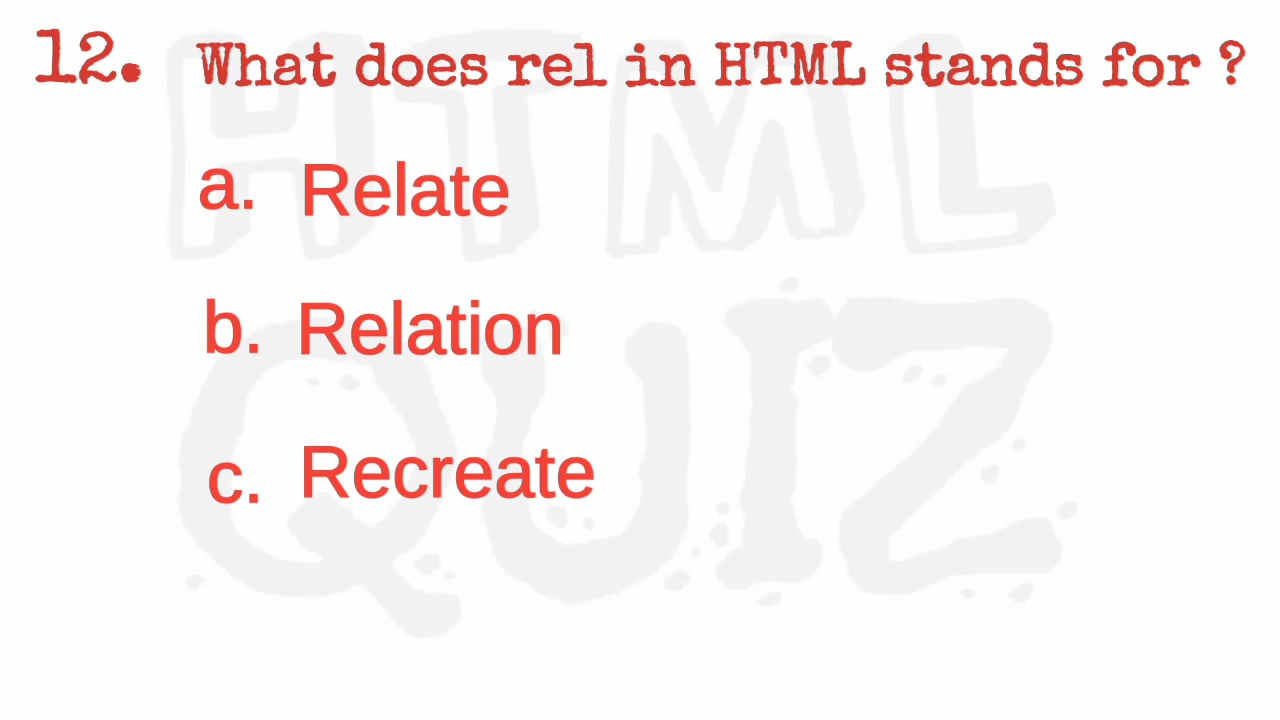 12. What does rel in HTML stands for ?
a. Relate
b. Relation
c. Recreate
HTML
QUIZ